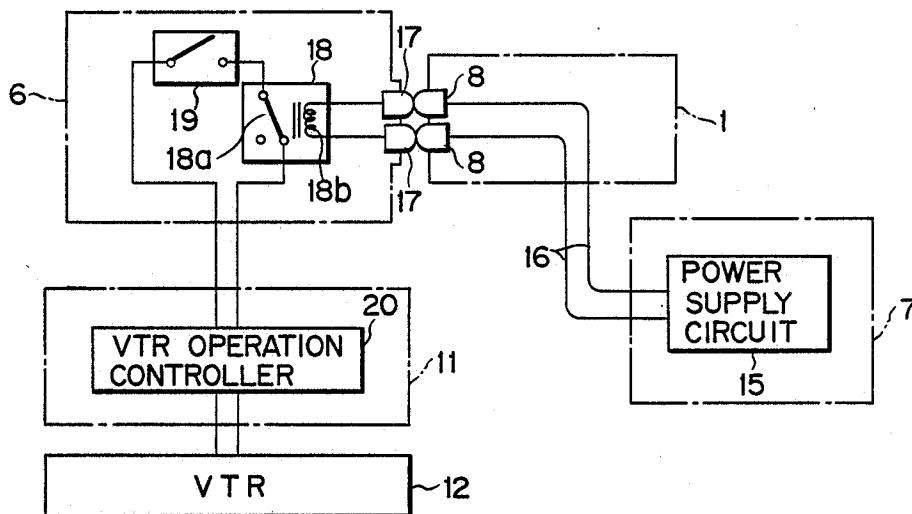 17
18
8
6
19
1
18a
18b
17
8
16
POWER
SUPPLY
CIRCUIT
7
15
20
VTR OPERATION
CONTROLLER
11
VTR
12